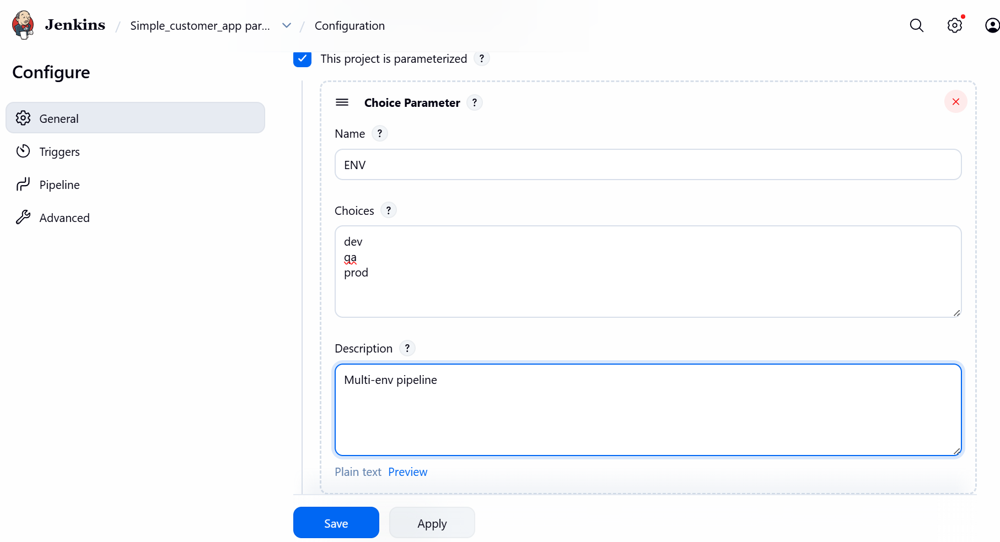 Jenkins / Simple_customer_app par... / Configuration
Configure
General
Triggers
Pipeline
Advanced
This project is parameterized ?
Choice Parameter ?
Name ?
ENV
Choices ?
dev
qa
prod
Description ?
Multi-env pipeline
Plain text Preview
Save Apply